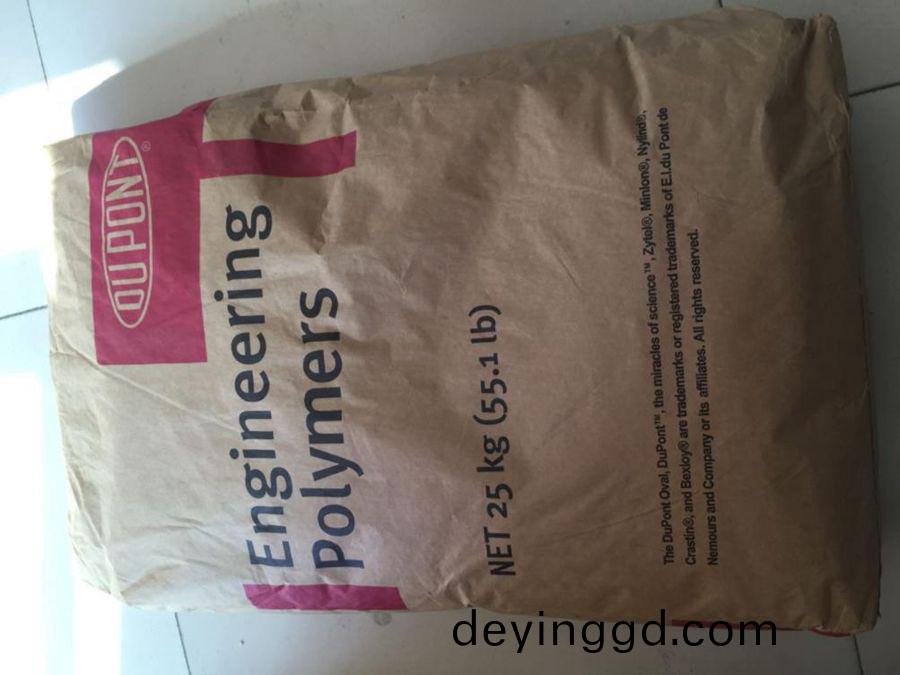 DUPONT®
Engineering
Polymers
NET 25 kg (55.1 lb)
The DuPont Oval, DuPont™, the miracles of science™, Zytel®, Minlon®, Nylind®,
Crastin®, and Bexloy® are trademarks or registered trademarks of E.I.du Pont de
Nemours and Company or its affiliates. All rights reserved.
deyinggd.com